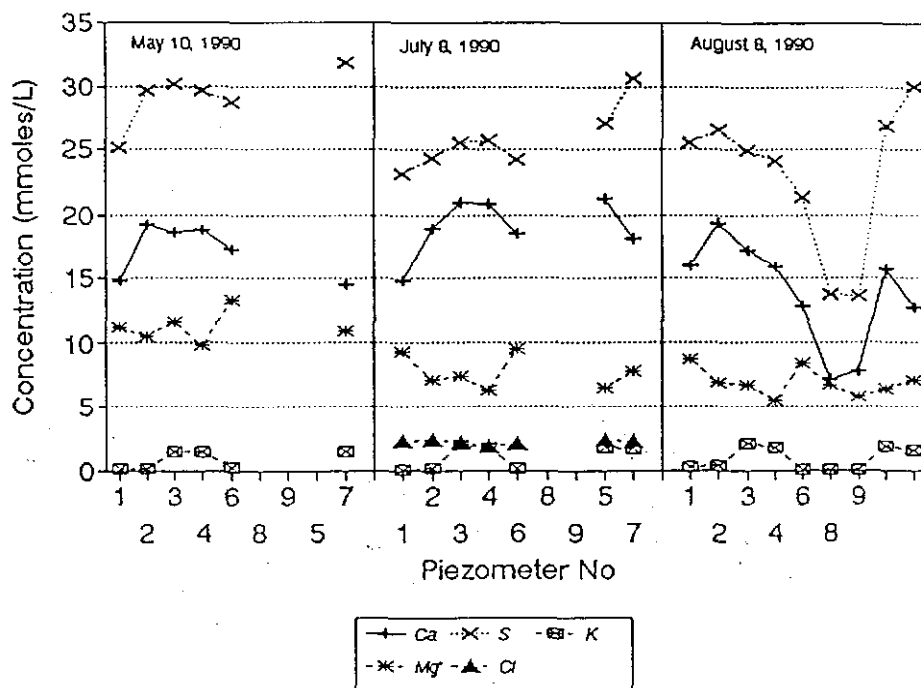 35
30
25
20
15
10
5
0
Concentration (mmoles/L)
May 10, 1990
July 8, 1990
August 8, 1990
1 3 6 9 7 2 4 8 5 1 3 6 9
2 4 8 5 1 3 6 9 7 2 4 8
Piezometer No
Ca S K
Mg Cl